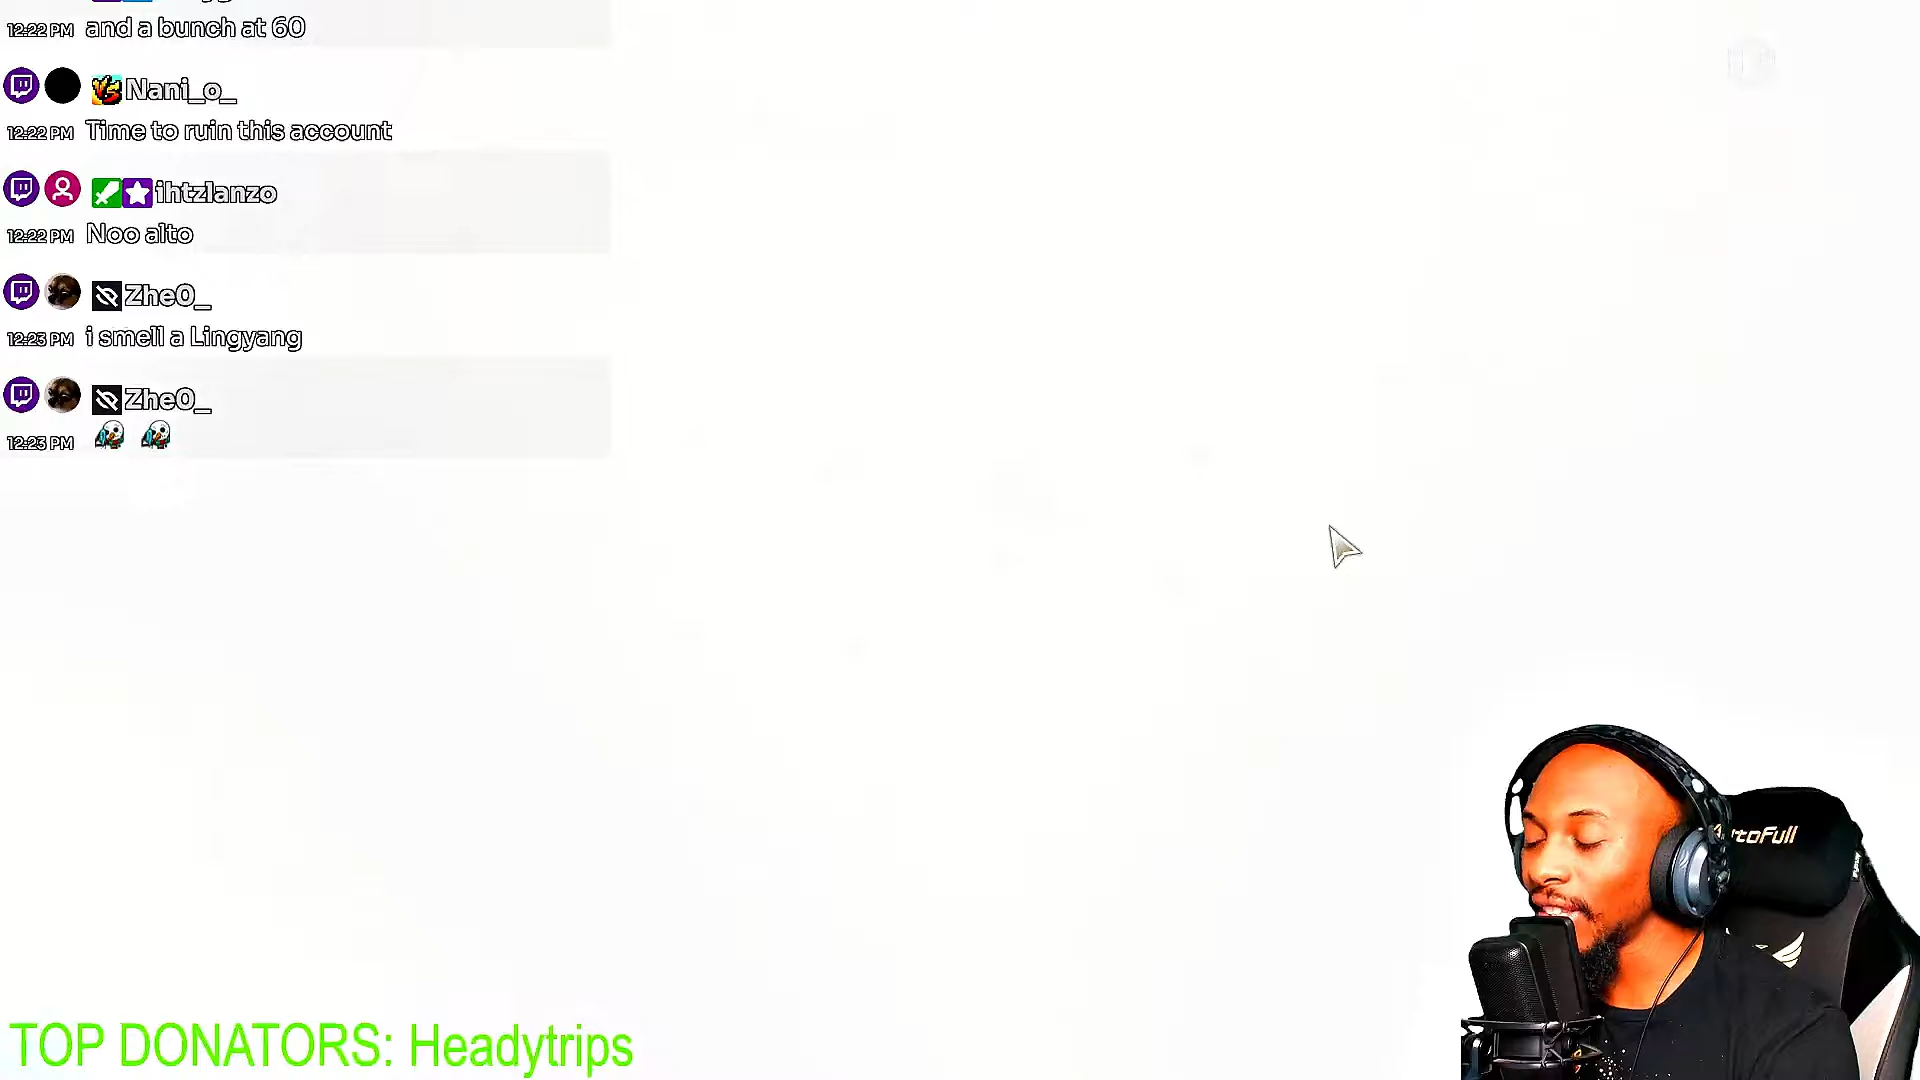 12:22 PM and a bunch at 60
Nani_o_
12:22 PM Time to ruin this account
ihtzlanzo
12:22 PM Noo alto
Zhe0_
12:23 PM i smell a Lingyang
Zhe0_
12:23 PM
AutoFull
TOP DONATORS: Headytrips